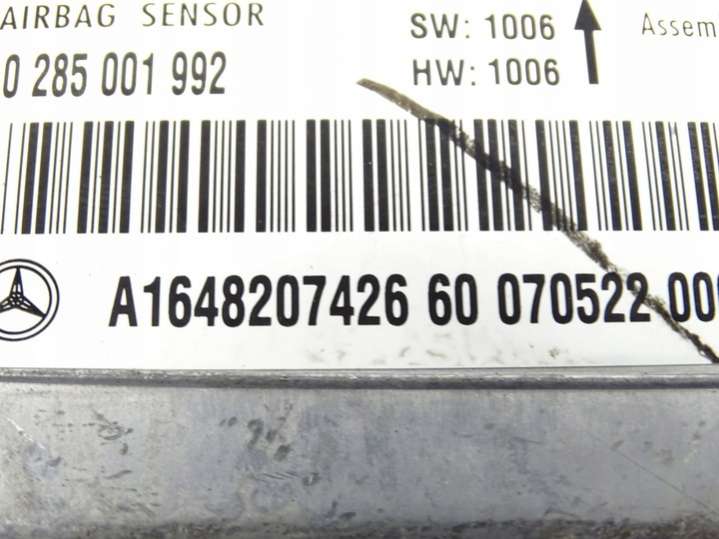 AIRBAG SENSOR
SW: 1006
0 285 001 992
HW: 1006
A1648207426 60 070522